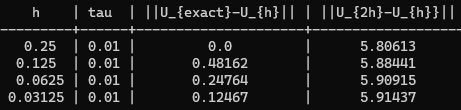 h | tau | ||U_{exact}-U_{h}|| | ||U_{2h}-U_{h}}||
---------+------+---------------------+------------------
0.25 | 0.01 | 0.0 | 5.80613
0.125 | 0.01 | 0.48162 | 5.88441
0.0625 | 0.01 | 0.24764 | 5.90915
0.03125 | 0.01 | 0.12467 | 5.91437